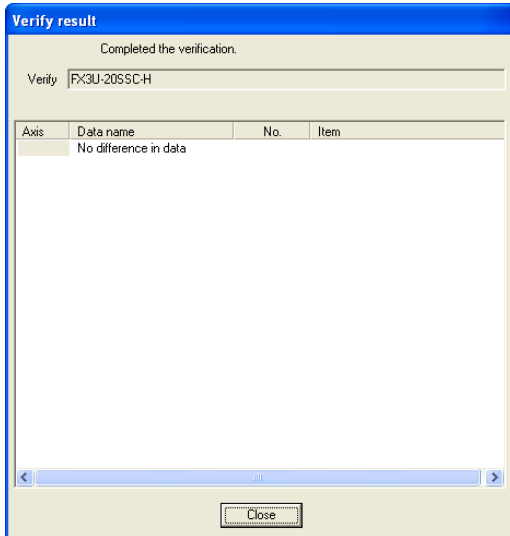 Verify result
Completed the verification.
Verify FX3U-20SSC-H
Axis Data name No. Item
No difference in data
Close